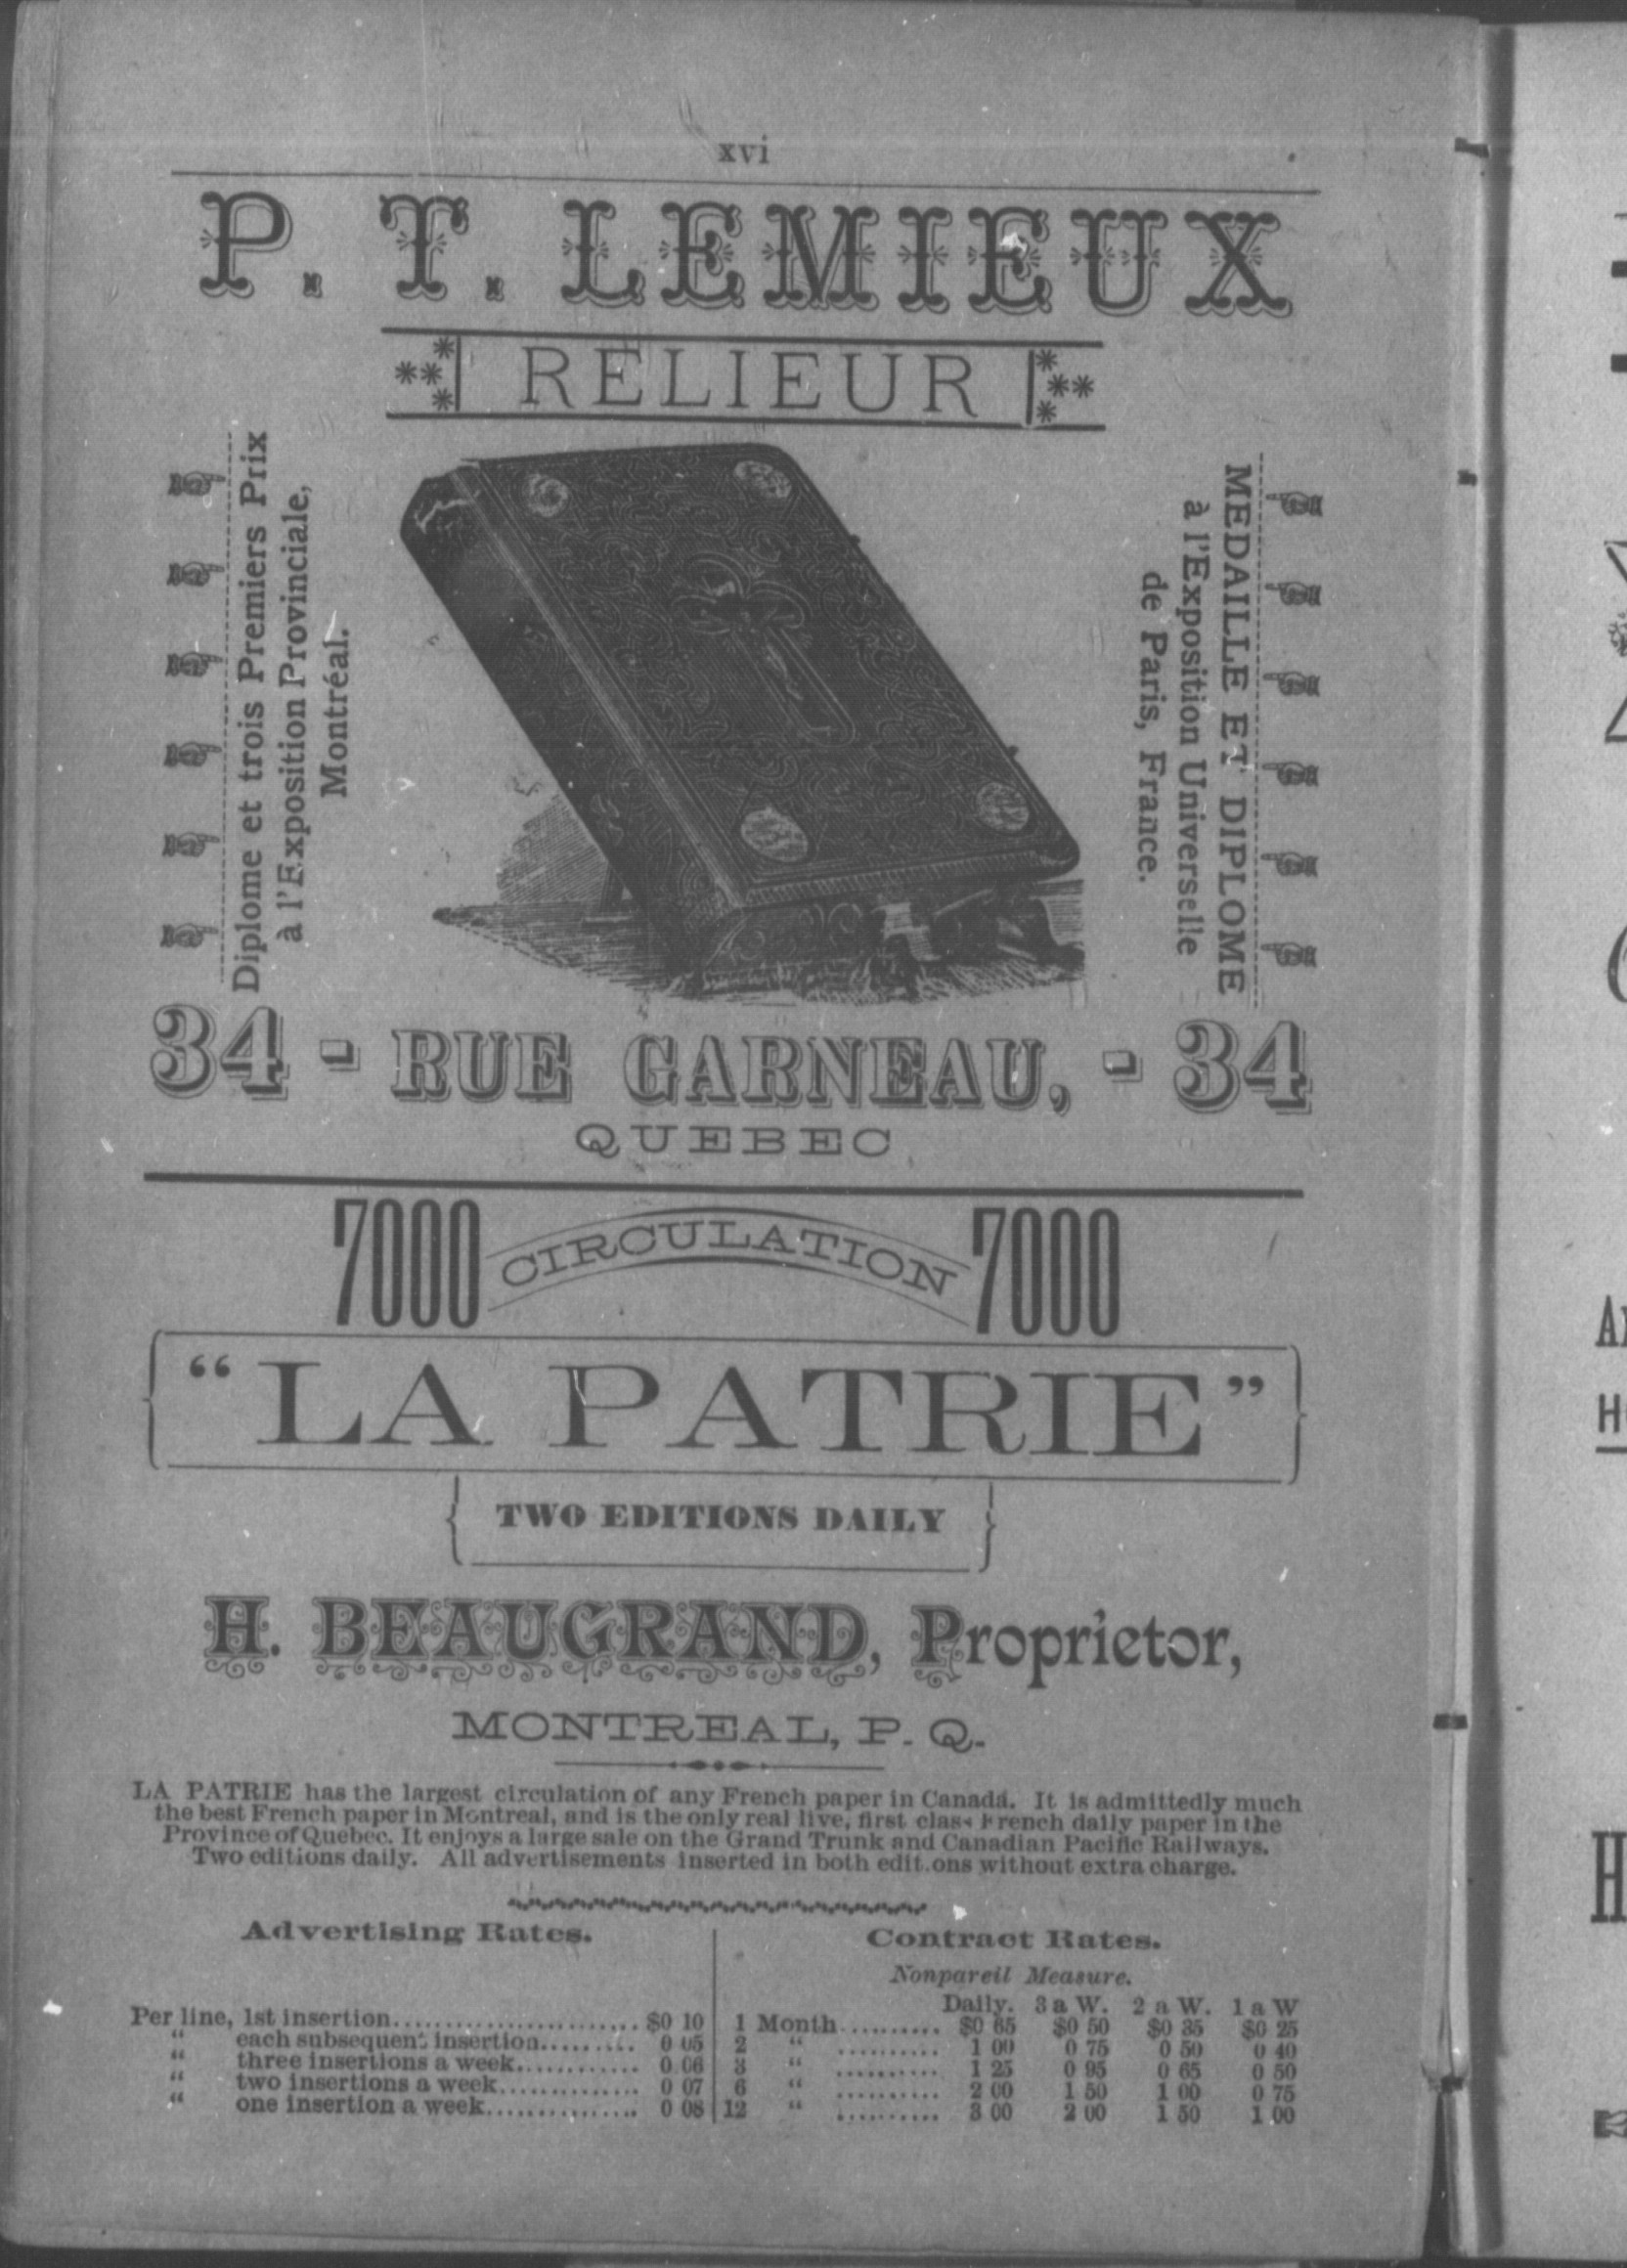 xvi
P. T. LEMIEUX
RELIEUR
Diplome et trois Premiers Prix
à l'Exposition Provinciale,
Montréal.
MEDAILLE ET DIPLOME
à l'Exposition Universelle
de Paris, France.
34 - RUE GARNEAU, - 34
QUEBEC
7000 CIRCULATION 7000
"LA PATRIE"
TWO EDITIONS DAILY
H. BEAUGRAND, Proprietor,
MONTREAL, P. Q.
LA PATRIE has the largest circulation of any French paper in Canada. It is admittedly much
the best French paper in Montreal, and is the only real live, first class French daily paper in the
Province of Quebec. It enjoys a large sale on the Grand Trunk and Canadian Pacific Railways.
Two editions daily. All advertisements inserted in both editions without extra charge.
Advertising Rates.
Per line, 1st insertion........................ $0 10
" each subsequent insertion......... 0 05
" three insertions a week............ 0 06
" two insertions a week.............. 0 07
" one insertion a week............... 0 08
Contract Rates.
Nonpareil Measure.
Daily. 3 a W. 2 a W. 1 a W
1 Month.......... $0 65 $0 50 $0 35 $0 25
2 " .......... 1 00 0 75 0 50 0 40
3 " .......... 1 25 0 95 0 65 0 50
6 " .......... 2 00 1 50 1 00 0 75
12 " .......... 3 00 2 00 1 50 1 00